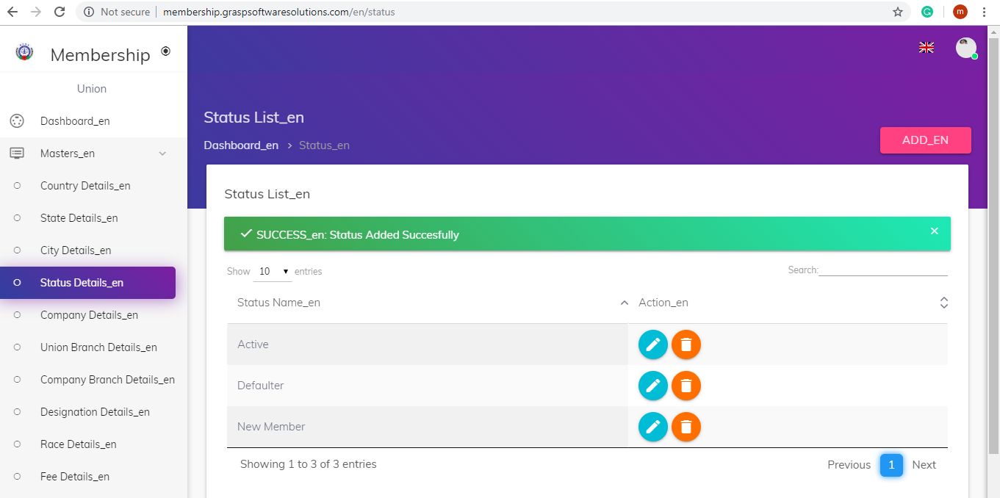 Not secure | membership.graspsoftwaresolutions.com/en/status
G
m
Membership
Union
Dashboard_en
Masters_en
Country Details_en
State Details_en
City Details_en
Status Details_en
Company Details_en
Union Branch Details_en
Company Branch Details_en
Designation Details_en
Race Details_en
Fee Details_en
Status List_en
Dashboard_en > Status_en
ADD_EN
Status List_en
SUCCESS_en: Status Added Succesfully
Show 10 entries
Search:
Status Name_en Action_en
Active
Defaulter
New Member
Showing 1 to 3 of 3 entries
Previous 1 Next